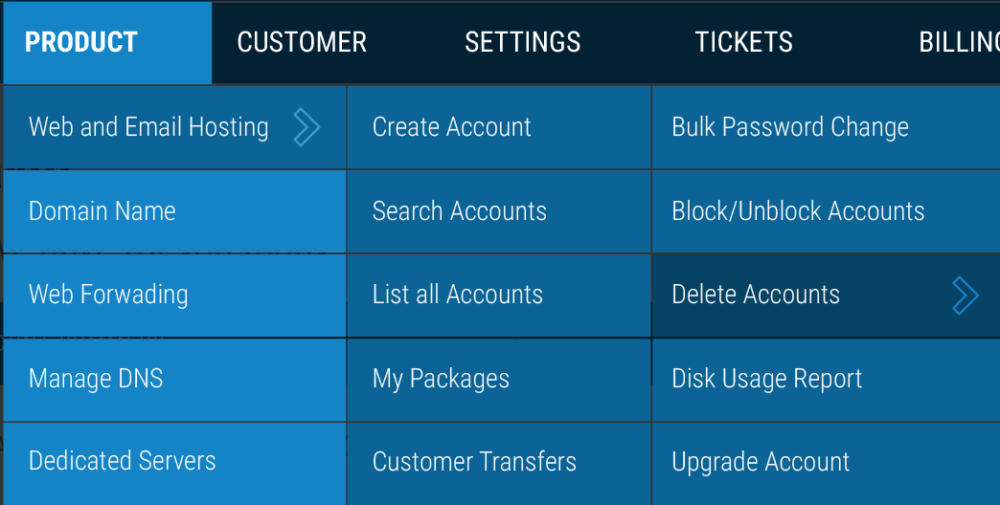 PRODUCT CUSTOMER SETTINGS TICKETS
Web and Email Hosting Create Account Bulk Password Change
Domain Name Search Accounts Block/Unblock Accounts
Web Forwading List all Accounts Delete Accounts
Manage DNS My Packages Disk Usage Report
Dedicated Servers Customer Transfers Upgrade Account